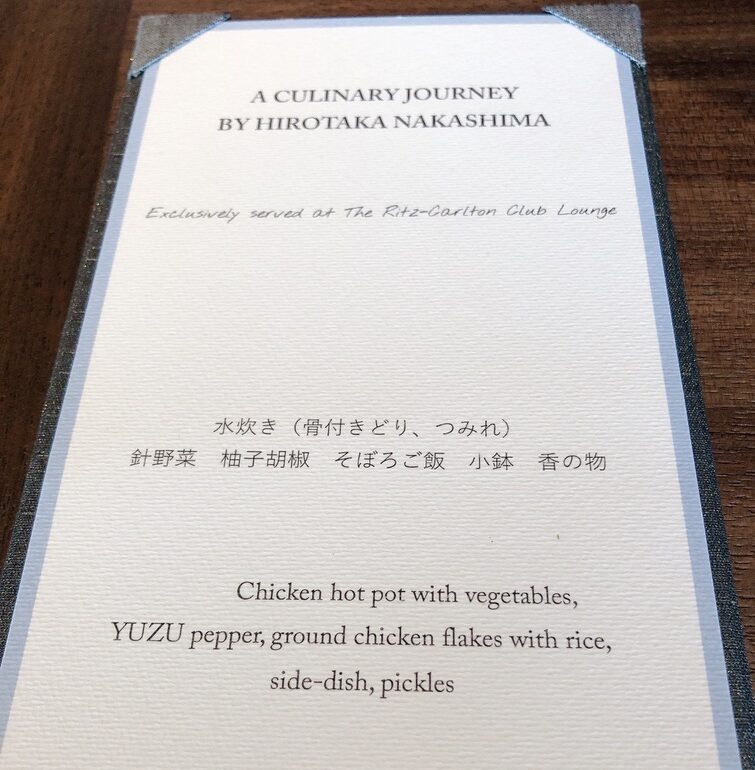 A CULINARY JOURNEY
BY HIROTAKA NAKASHIMA
Exclusively served at The Ritz-Carlton Club Lounge
水炊き（骨付きどり、つみれ）
針野菜　柚子胡椒　そぼろご飯　小鉢　香の物
Chicken hot pot with vegetables,
YUZU pepper, ground chicken flakes with rice,
side-dish, pickles